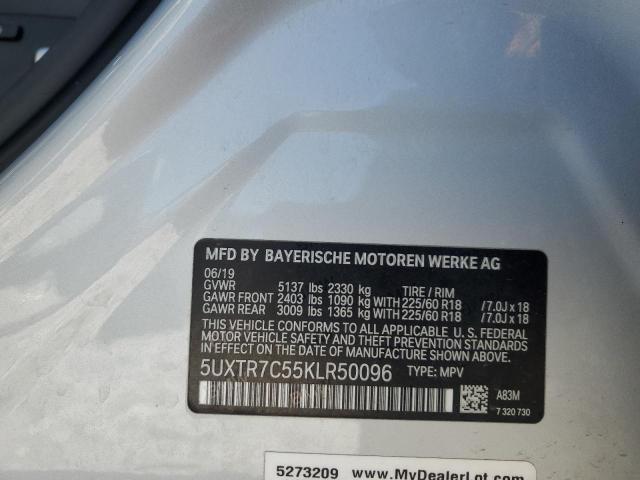 MFD BY BAYERISCHE MOTOREN WERKE AG
06/19
GVWR 5137 lbs 2330 kg TIRE / RIM
GAWR FRONT 2403 lbs 1090 kg WITH 225/60 R18 /7.0J x 18
GAWR REAR 3009 lbs 1365 kg WITH 225/60 R18 /7.0J x 18
THIS VEHICLE CONFORMS TO ALL APPLICABLE U. S. FEDERAL
MOTOR VEHICLE SAFETY AND THEFT PREVENTION STANDARDS
IN EFFECT ON THE DATE OF MANUFACTURE SHOWN ABOVE.
5UXTR7C55KLR50096 TYPE: MPV
A83M
7 320 730
5273209 www.MyDealerLot.com